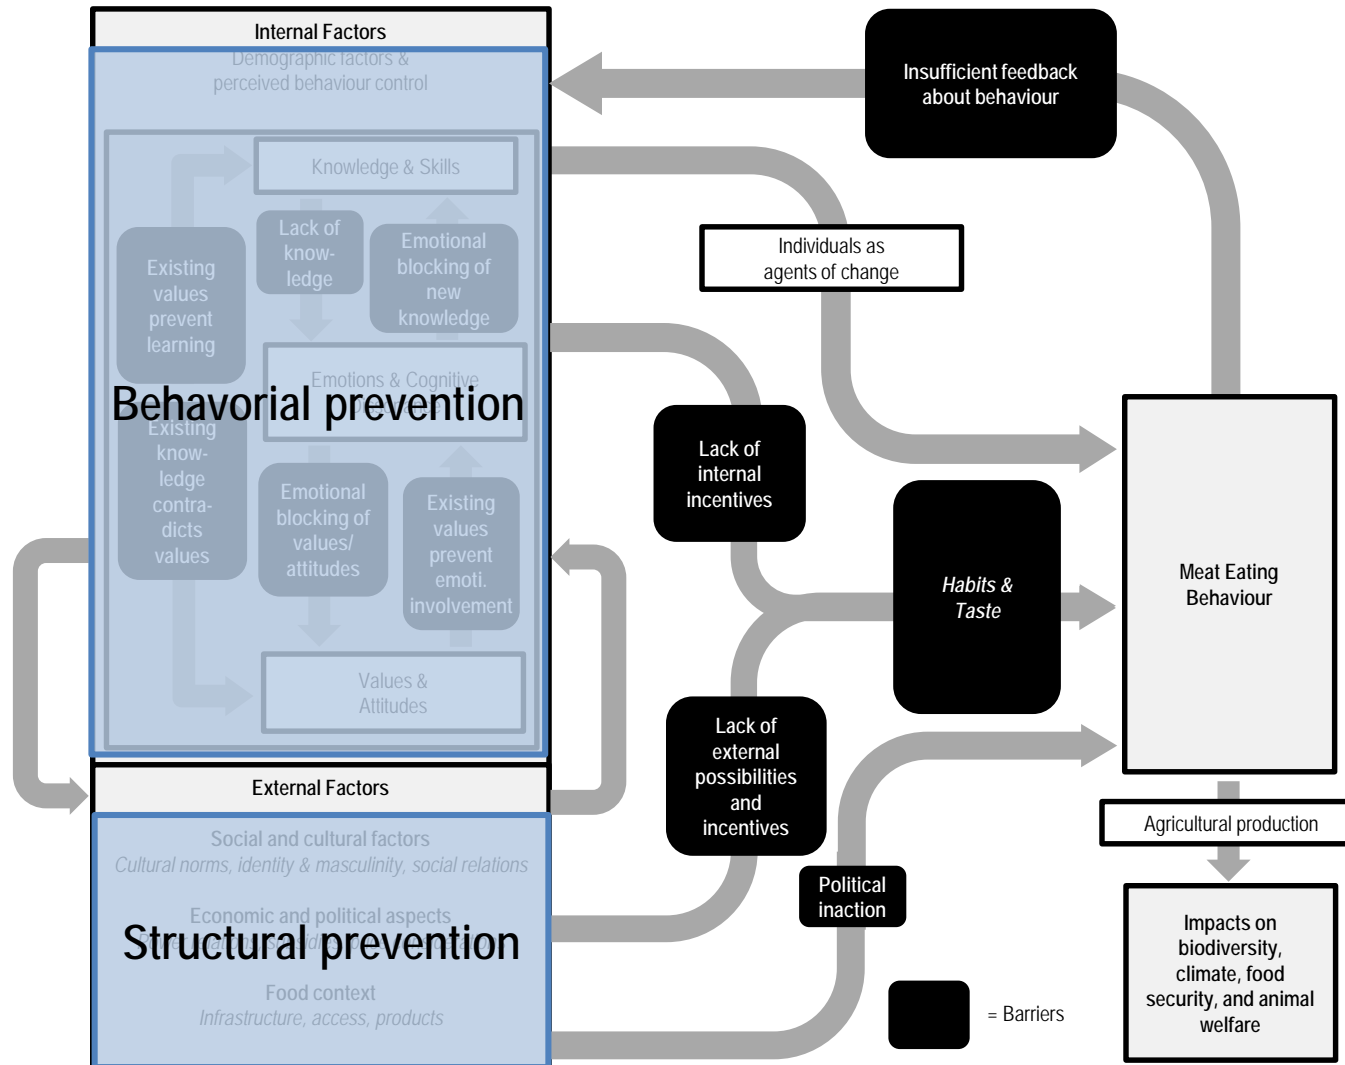 Internal Factors
Demographic factors &
perceived behaviour control
Knowledge & Skills
Lack of
know-
ledge
Emotional
blocking of
new
knowledge
Existing
values
prevent
learning
Emotions & Cognitive
Behavorial prevention
Existing
know-
ledge
contra-
dicts
values
Emotional
blocking of
values/
attitudes
Existing
values
prevent
emoti.
involvement
Values &
Attitudes
External Factors
Social and cultural factors
Cultural norms, identity & masculinity, social relations
Economic and political aspects
Structural prevention
Food context
Infrastructure, access, products
Insufficient feedback
about behaviour
Individuals as
agents of change
Lack of
internal
incentives
Habits &
Taste
Lack of
external
possibilities
and
incentives
Political
inaction
= Barriers
Meat Eating
Behaviour
Agricultural production
Impacts on
biodiversity,
climate, food
security, and animal
welfare